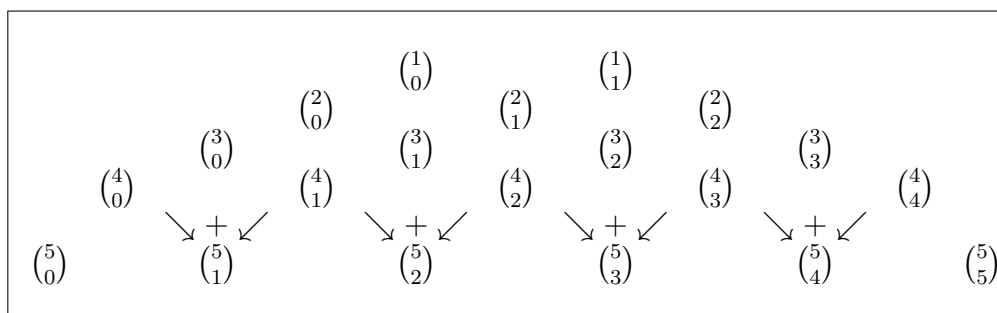 (1 0) (1 1)
(2 0) (2 1) (2 2)
(3 0) (3 1) (3 2) (3 3)
(4 0) (4 1) (4 2) (4 3) (4 4)
↘ + ↙ ↘ + ↙ ↘ + ↙ ↘ + ↙
(5 0) (5 1) (5 2) (5 3) (5 4) (5 5)